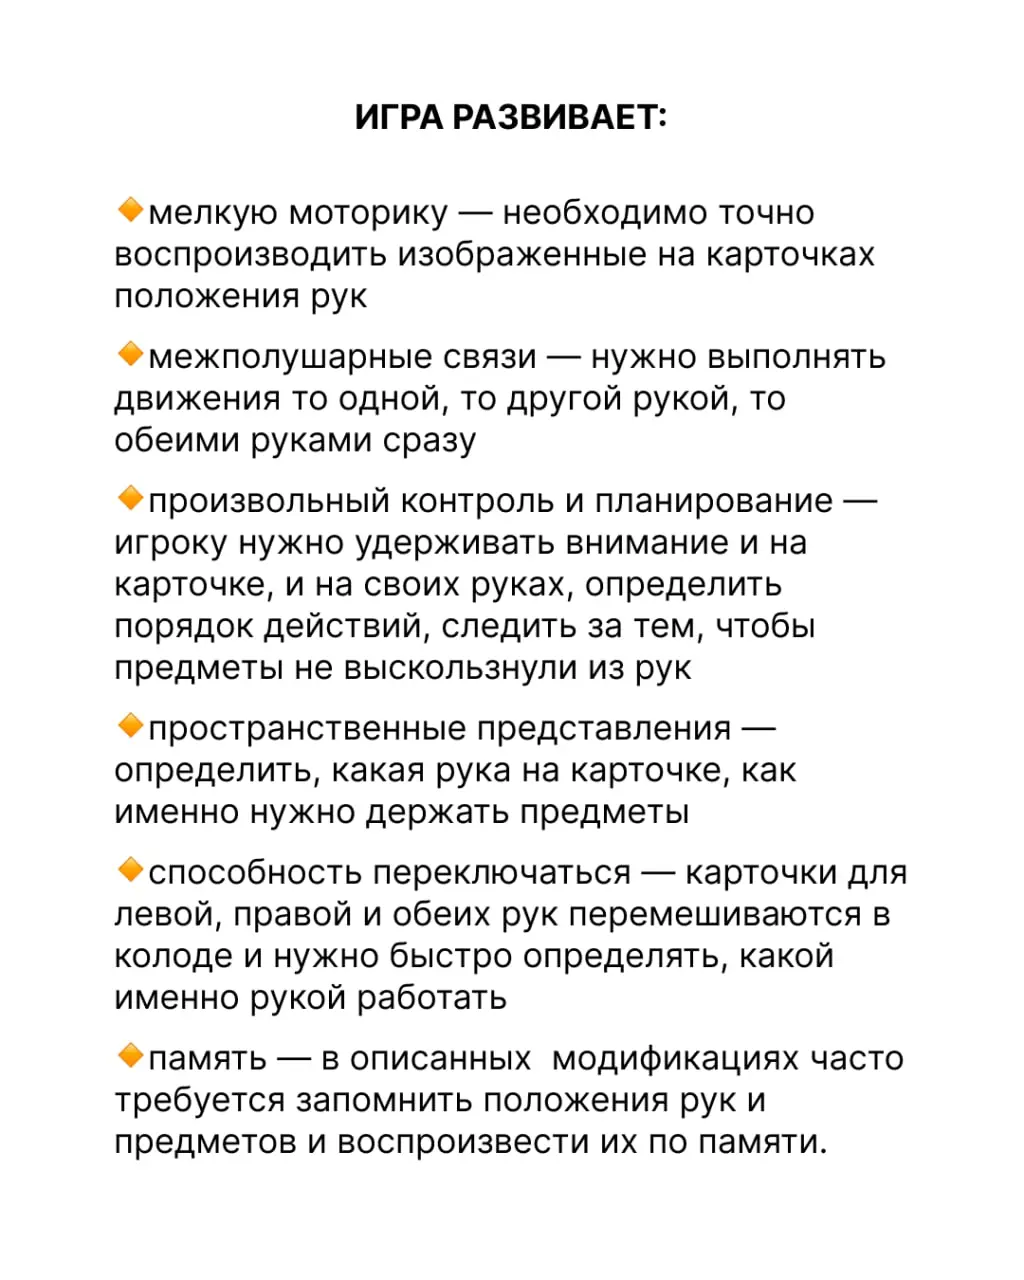 ИГРА РАЗВИВАЕТ:
🔸мелкую моторику — необходимо точно
воспроизводить изображенные на карточках
положения рук
🔸межполушарные связи — нужно выполнять
движения то одной, то другой рукой, то
обеими руками сразу
🔸произвольный контроль и планирование —
игроку нужно удерживать внимание и на
карточке, и на своих руках, определить
порядок действий, следить за тем, чтобы
предметы не выскользнули из рук
🔸пространственные представления —
определить, какая рука на карточке, как
именно нужно держать предметы
🔸способность переключаться — карточки для
левой, правой и обеих рук перемешиваются в
колоде и нужно быстро определять, какой
именно рукой работать
🔸память — в описанных  модификациях часто
требуется запомнить положения рук и
предметов и воспроизвести их по памяти.